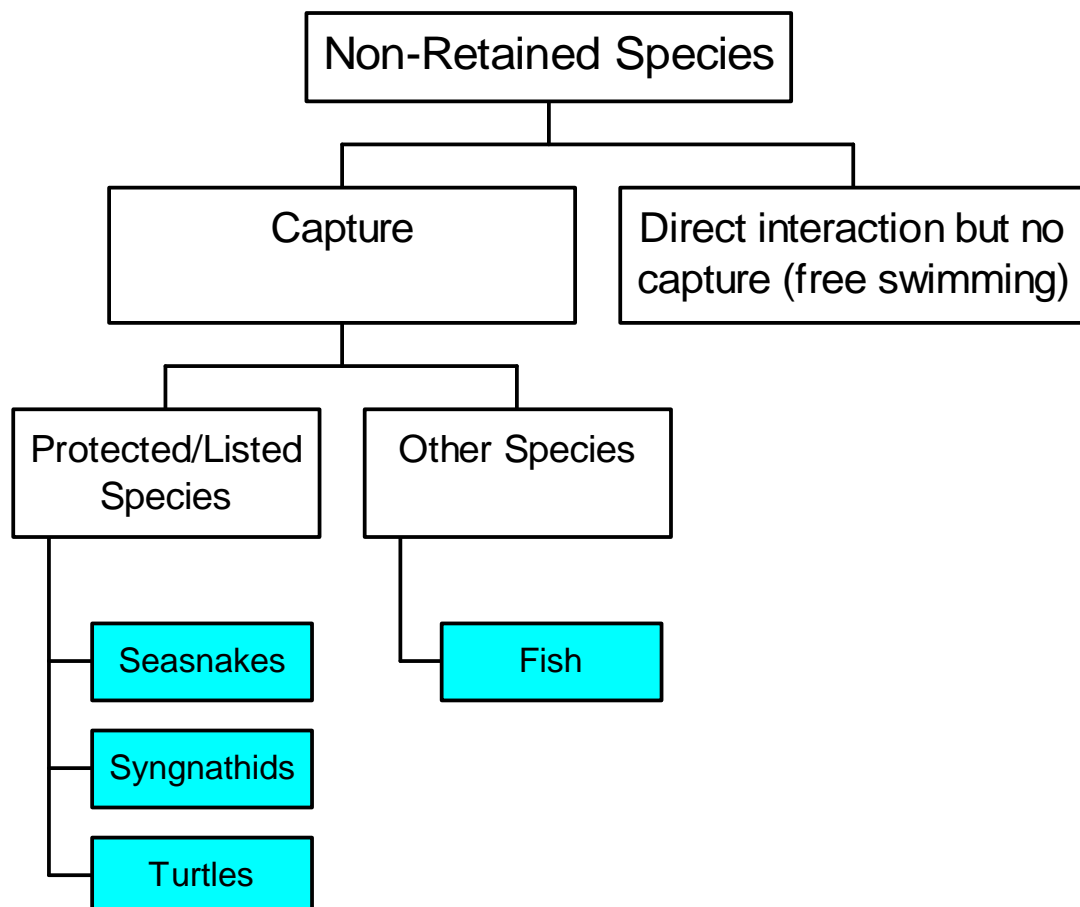 Non-Retained Species
Capture
Direct interaction but no
capture (free swimming)
Protected/Listed
Species
Other Species
Seasnakes
Fish
Syngnathids
Turtles